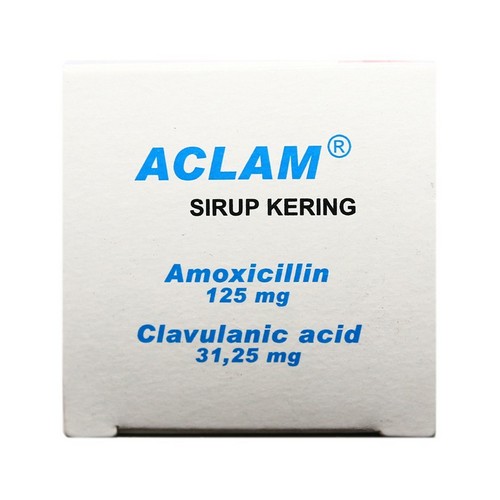 ACLAM®
SIRUP KERING
Amoxicillin
125 mg
Clavulanic acid
31,25 mg